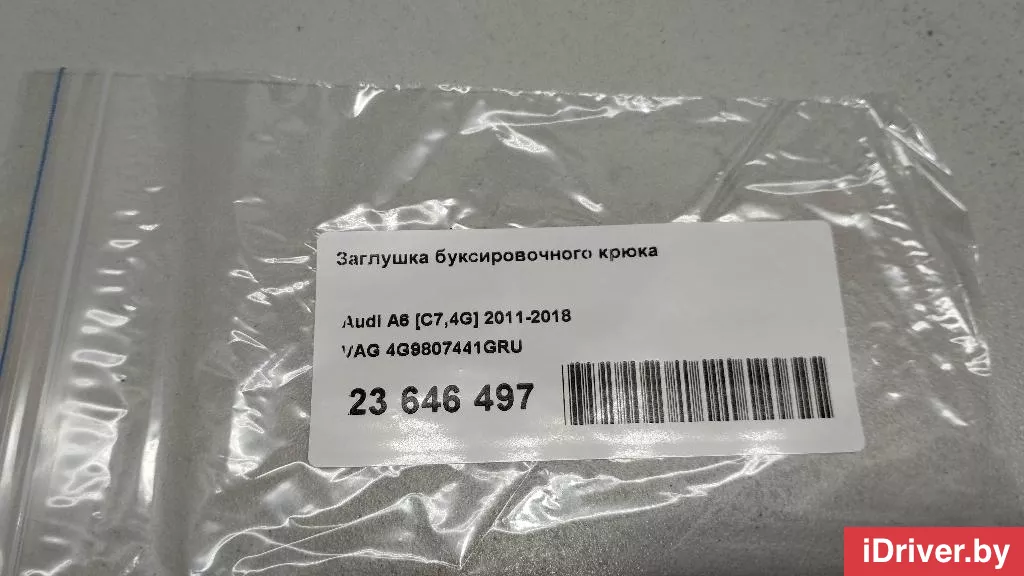 Заглушка буксировочного крюка
Audi A6 [C7,4G] 2011-2018
VAG 4G9807441GRU
23 646 497
iDriver.by